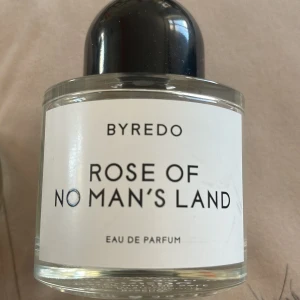 BYREDO
ROSE OF
NO MAN'S LAND
EAU DE PARFUM